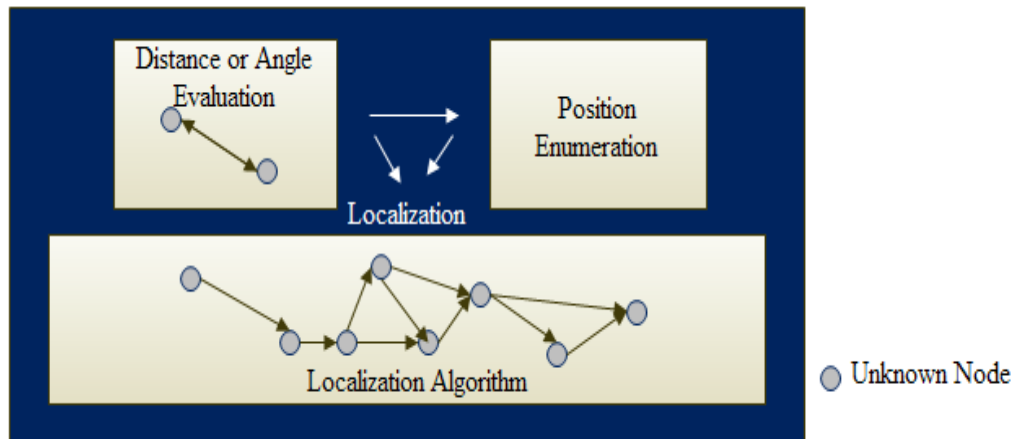 Distance or Angle
Evaluation
Position
Enumeration
Localization
Localization Algorithm
Unknown Node